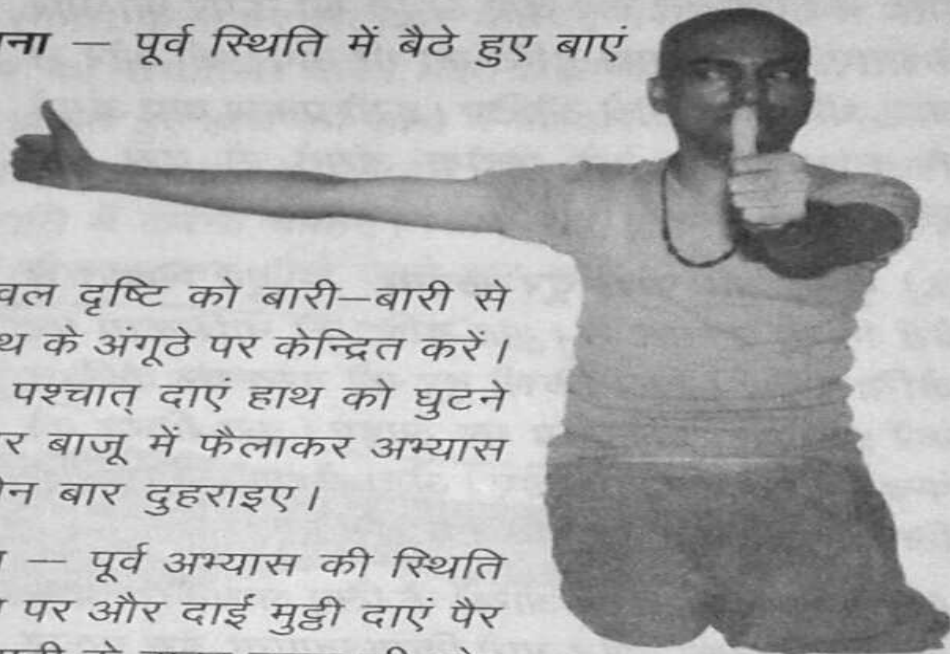 ना — पूर्व स्थिति में बैठे हुए बाएं
वल दृष्टि को बारी–बारी से
थ के अंगूठे पर केन्द्रित करें।
पश्चात् दाएं हाथ को घुटने
र बाजू में फैलाकर अभ्यास
न बार दुहराइए।
— पूर्व अभ्यास की स्थिति
पर और दाईं मुट्ठी दाएं पैर